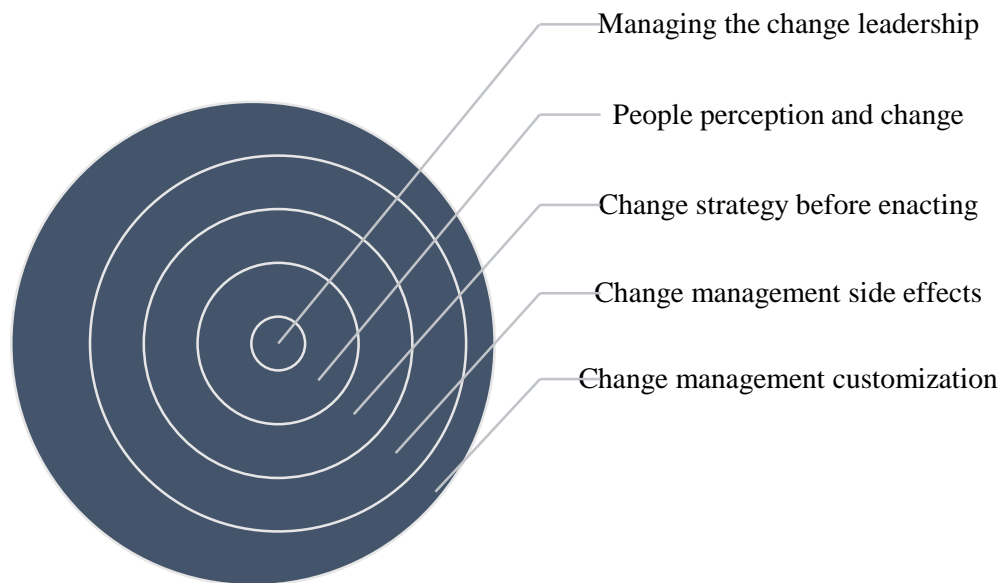 Managing the change leadership
People perception and change
Change strategy before enacting
Change management side effects
Change management customization